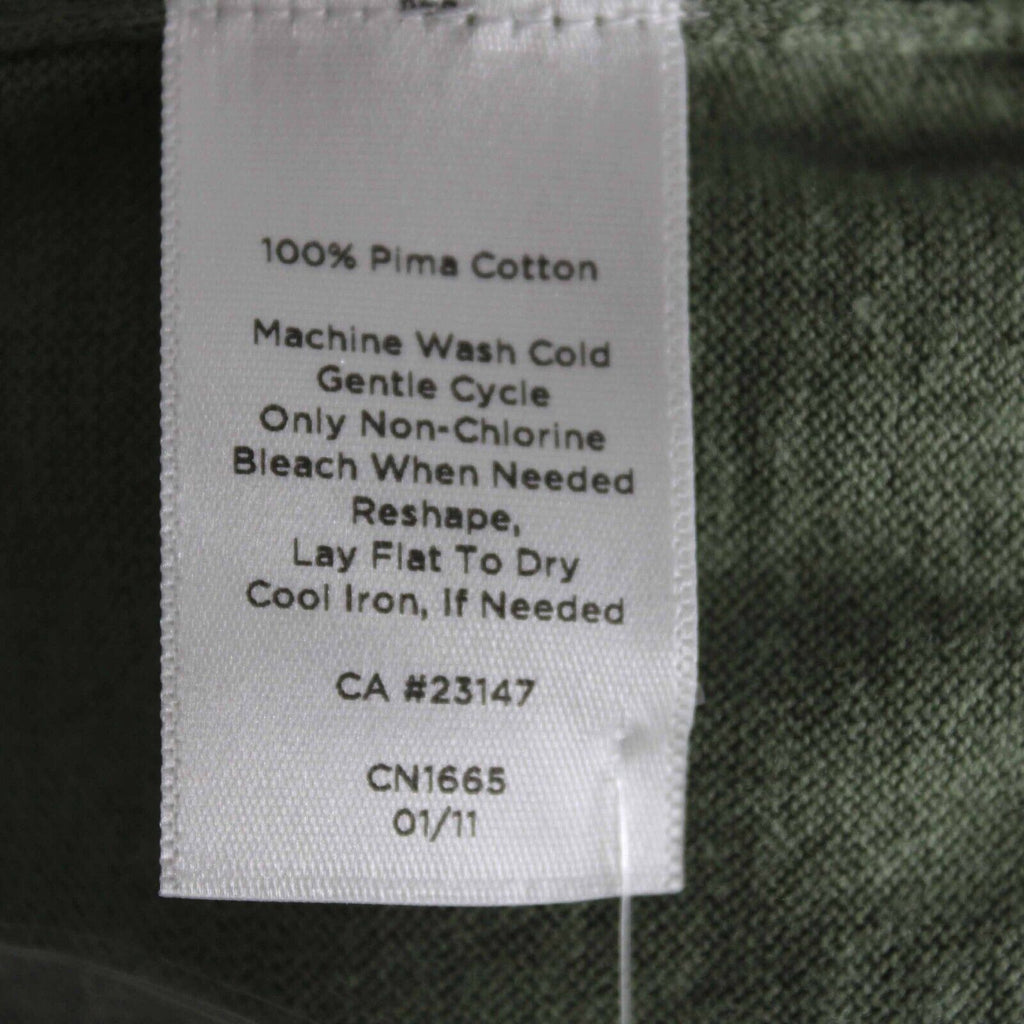 100% Pima Cotton
Machine Wash Cold
Gentle Cycle
Only Non-Chlorine
Bleach When Needed
Reshape,
Lay Flat To Dry
Cool Iron, If Needed
CA #23147
CN1665
01/11